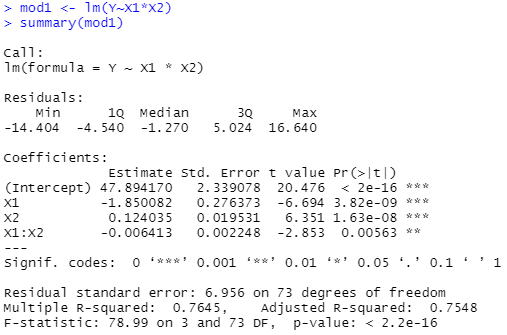 > mod1 <- lm(Y~X1*X2)
> summary(mod1)
Call:
lm(formula = Y ~ X1 * X2)
Residuals:
Min 1Q Median 3Q Max
-14.404 -4.540 -1.270 5.024 16.640
Coefficients:
Estimate Std. Error t value Pr(>|t|)
(Intercept) 47.894170 2.339078 20.476 < 2e-16 ***
X1 -1.850082 0.276373 -6.694 3.82e-09 ***
X2 0.124035 0.019531 6.351 1.63e-08 ***
X1:X2 -0.006413 0.002248 -2.853 0.00563 **
---
Signif. codes: 0 ‘***’ 0.001 ‘**’ 0.01 ‘*’ 0.05 ‘.’ 0.1 ‘ ’ 1
Residual standard error: 6.956 on 73 degrees of freedom
Multiple R-squared: 0.7645, Adjusted R-squared: 0.7548
F-statistic: 78.99 on 3 and 73 DF, p-value: < 2.2e-16